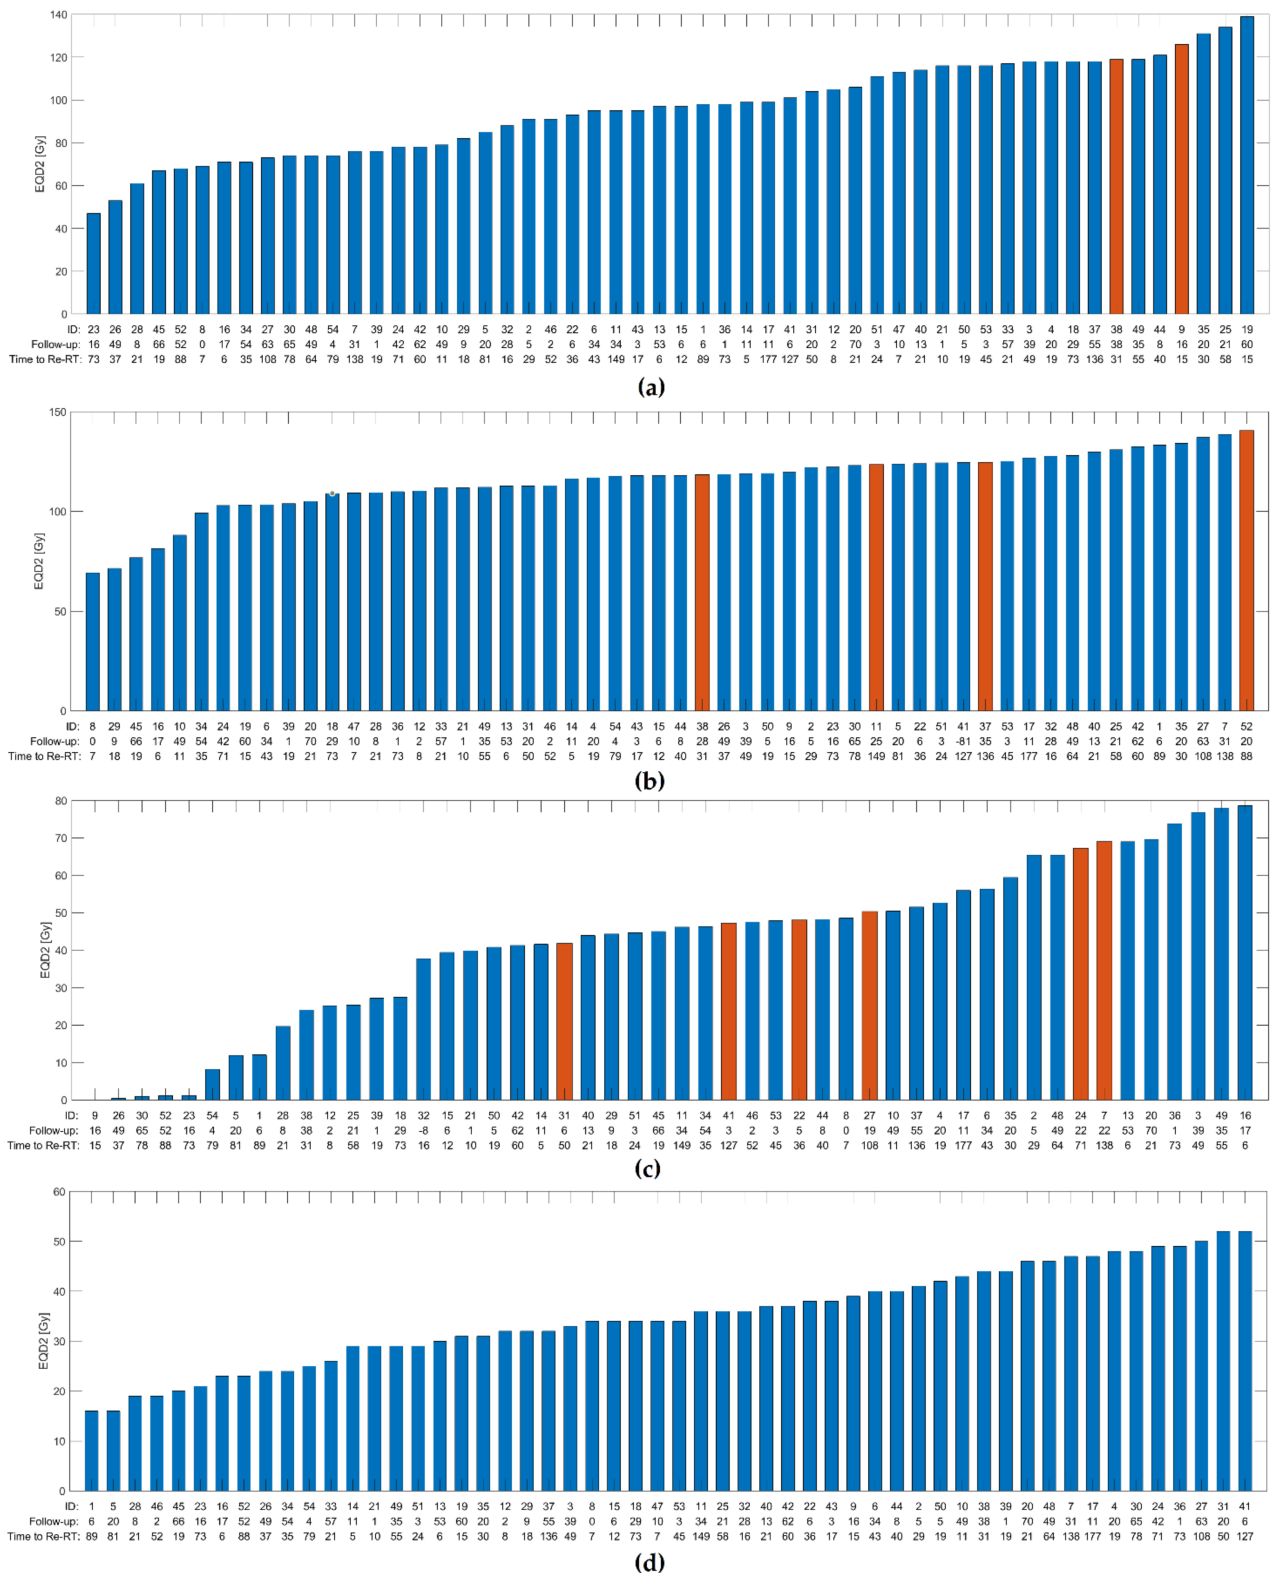 140
120
100
80
60
40
20
0
EQD2 [Gy]
ID: 23 26 28 45 52 8 16 34 27 30 48 54 7 39 24 42 10 29 5 32 2 46 22 6 11 43 13 15 1 36 14 17 41 31 12 20 51 47 40 21 50 53 33 3 4 18 37 38 49 44 9 35 25 19
Follow-up: 16 49 8 66 52 0 17 54 63 65 49 4 31 1 42 62 49 9 20 28 5 2 6 34 34 3 53 6 6 1 11 11 6 20 2 70 3 10 13 1 5 3 57 39 20 29 55 38 35 8 16 20 21 60
Time to Re-RT: 73 37 21 19 88 7 6 35 108 78 64 79 138 19 71 60 11 18 81 16 29 52 36 43 149 17 6 12 89 73 5 177 127 50 8 21 24 7 21 10 19 45 21 49 19 73 136 31 55 40 15 30 58 15
(a)
150
100
50
0
EQD2 [Gy]
ID: 8 29 45 16 10 34 24 19 6 39 20 18 47 28 36 12 33 21 49 13 31 46 14 4 54 43 15 44 38 26 3 50 9 2 23 30 11 5 22 51 41 37 53 17 32 48 40 25 42 1 35 27 7 52
Follow-up: 0 9 66 17 49 54 42 60 34 1 70 29 10 8 1 2 57 1 35 53 20 2 11 20 4 3 6 8 28 49 39 5 16 5 16 65 25 20 6 3 -81 35 3 11 28 49 13 21 62 6 20 63 31 20
Time to Re-RT: 7 18 19 6 11 35 71 15 43 19 21 73 7 21 73 8 21 10 55 6 50 52 5 19 79 17 12 40 31 37 49 19 15 29 73 78 149 81 36 24 127 136 45 177 16 64 21 58 60 89 30 108 138 88
(b)
80
70
60
50
40
30
20
10
0
EQD2 [Gy]
ID: 9 26 30 52 23 54 5 1 28 38 12 25 39 18 32 15 21 50 42 14 31 40 29 51 45 11 34 41 46 53 22 44 8 27 10 37 4 17 6 35 2 48 24 7 13 20 36 3 49 16
Follow-up: 16 49 65 52 16 4 20 6 8 38 2 21 1 29 -8 6 1 5 62 11 6 13 9 3 66 34 54 3 2 3 5 8 0 19 49 55 20 11 34 20 5 49 22 22 53 70 1 39 35 17
Time to Re-RT: 15 37 78 88 73 79 81 89 21 31 8 58 19 73 16 12 10 19 60 5 50 21 18 24 19 149 35 127 52 45 36 40 7 108 11 136 19 177 43 30 29 64 71 138 6 21 73 49 55 6
(c)
60
50
40
30
20
10
0
EQD2 [Gy]
ID: 1 5 28 46 45 23 16 52 26 34 54 33 14 21 49 51 13 19 35 12 29 37 3 8 15 18 47 53 11 25 32 40 42 22 43 9 6 44 2 50 10 38 39 20 48 7 17 4 30 24 36 27 31 41
Follow-up: 6 20 8 2 66 16 17 52 49 54 4 57 11 1 35 3 53 60 20 2 9 55 39 0 6 29 10 3 34 21 28 13 62 6 3 16 34 8 5 5 49 38 1 70 49 31 11 20 65 42 1 63 20 6
Time to Re-RT: 89 81 21 52 19 73 6 88 37 35 79 21 5 10 55 24 6 15 30 8 18 136 49 7 12 73 7 45 149 58 16 21 60 36 17 15 43 40 29 19 11 31 19 21 64 138 177 19 78 71 73 108 50 127
(d)